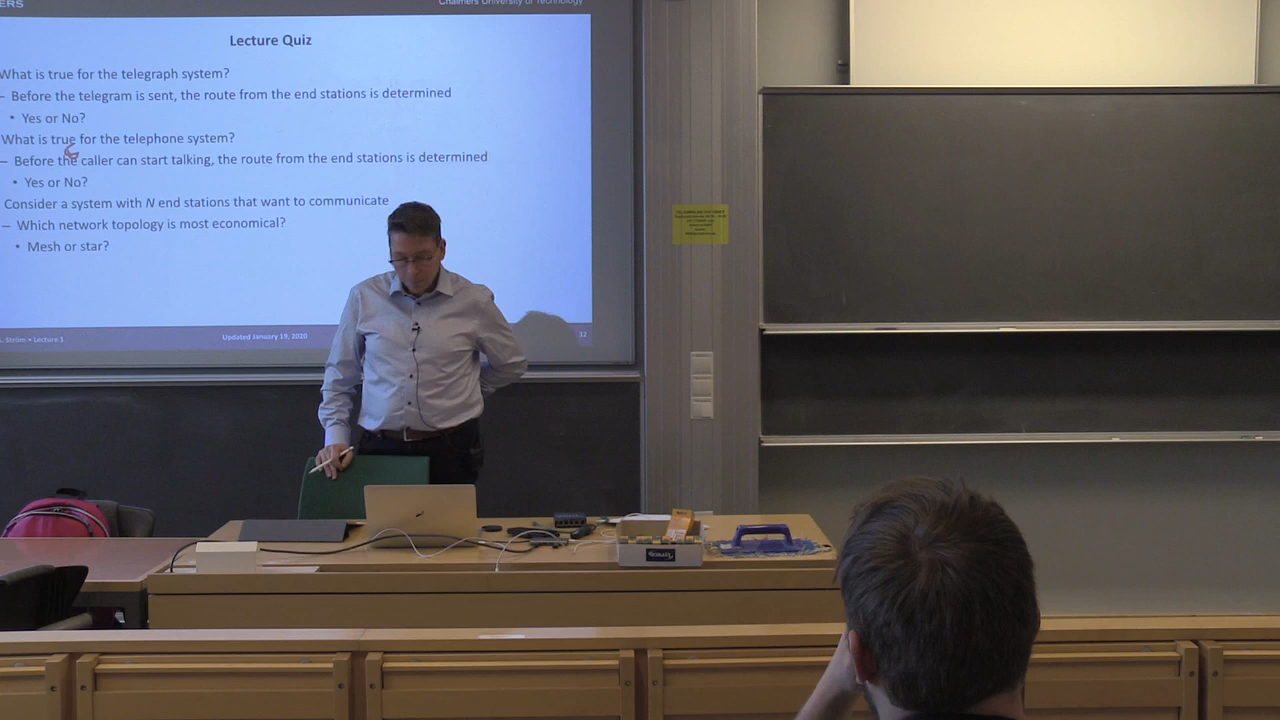 ERS
Chalmers University of Technology
Lecture Quiz
What is true for the telegraph system?
– Before the telegram is sent, the route from the end stations is determined
• Yes or No?
What is true for the telephone system?
– Before the caller can start talking, the route from the end stations is determined
• Yes or No?
Consider a system with N end stations that want to communicate
– Which network topology is most economical?
• Mesh or star?
Ström • Lecture 1
Updated January 19, 2020
12